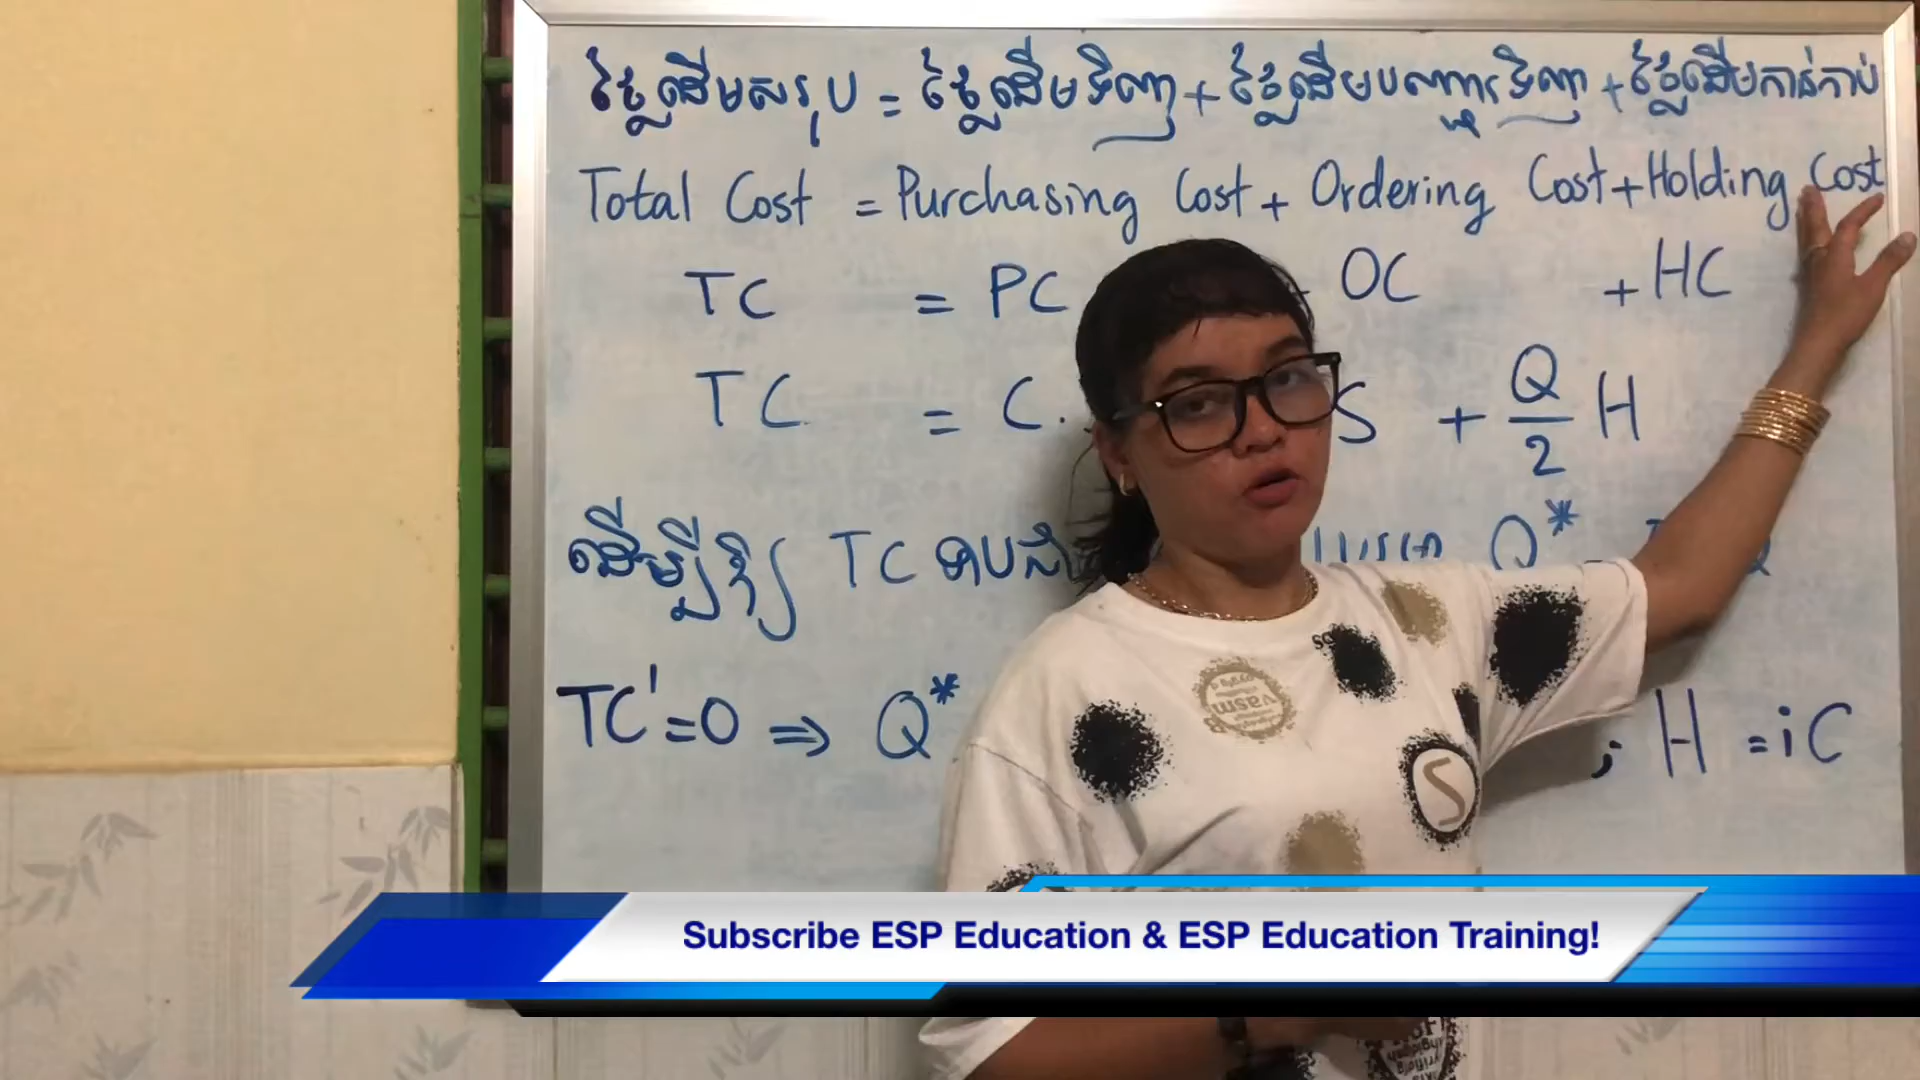 ថ្លៃដើមសរុប = ថ្លៃដើមទិញ + ថ្លៃដើមបញ្ជាទិញ + ថ្លៃដើមកាន់កាប់
Total Cost = Purchasing Cost + Ordering Cost + Holding Cost
TC = PC OC + HC
TC = C. S + Q/2 H
ដើម្បីឱ្យ TC ទាប Q*
TC' = 0 ⇒ Q* ; H = iC
S
Subscribe ESP Education & ESP Education Training!